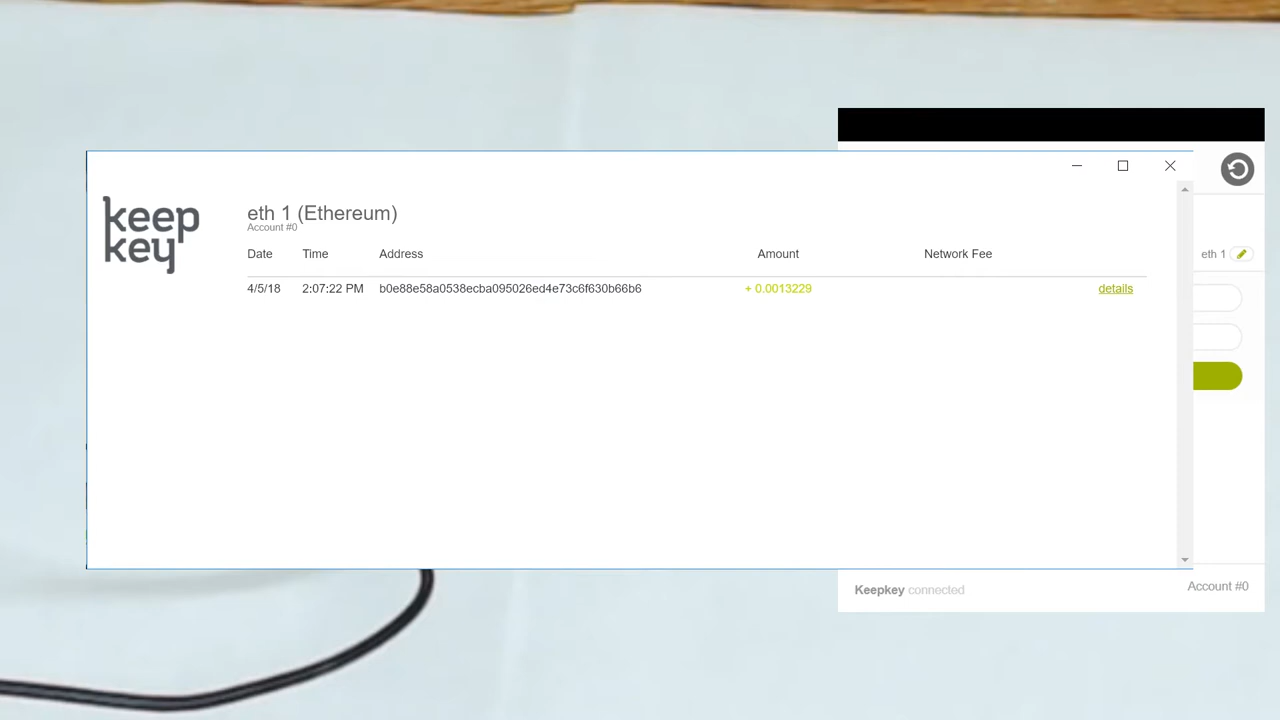 keep
key
eth 1 (Ethereum)
Account #0
Date Time Address Amount Network Fee
4/5/18 2:07:22 PM b0e88e58a0538ecba095026ed4e73c6f630b66b6 + 0.0013229 details
eth 1
Keepkey connected
Account #0